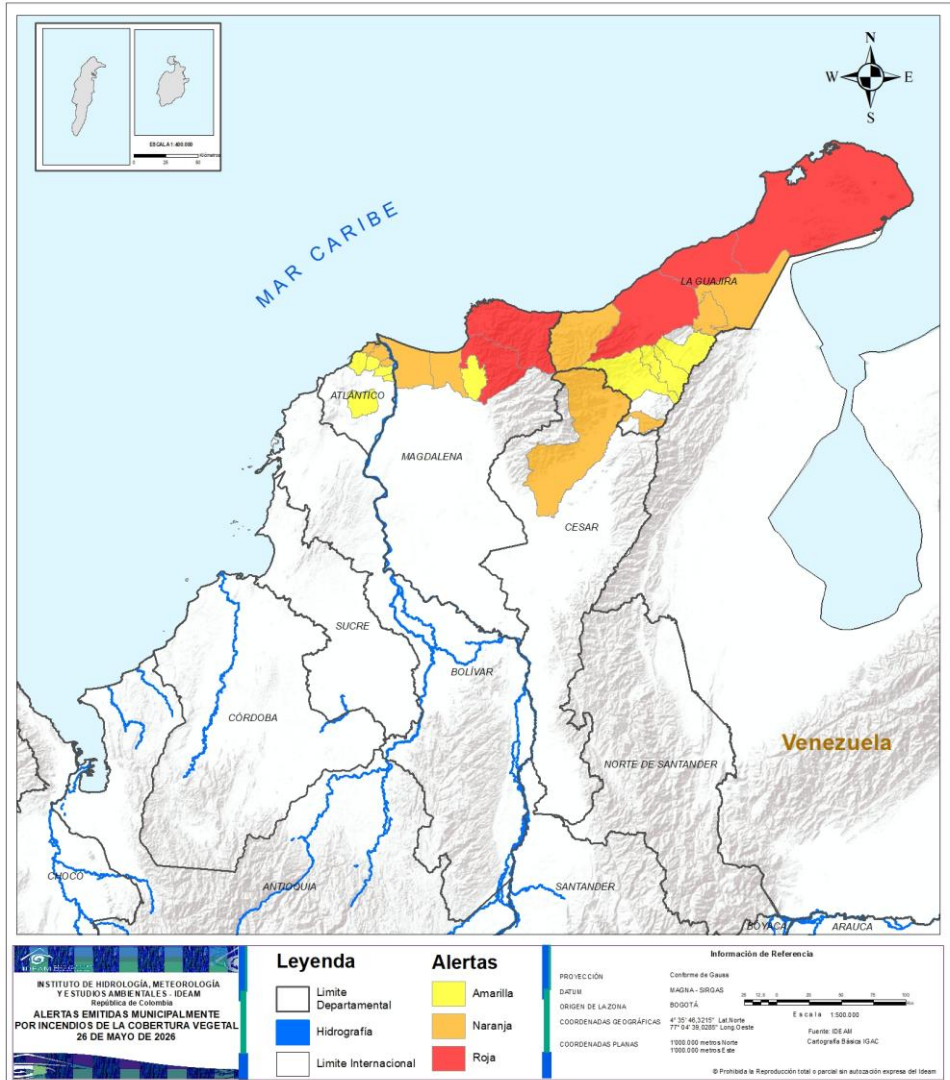 ESCALA 1:400.000
Kilómetros
N
W
E
S
MAR CARIBE
LA GUAJIRA
ATLÁNTICO
MAGDALENA
CESAR
SUCRE
BOLÍVAR
CÓRDOBA
NORTE DE SANTANDER
Venezuela
ANTIOQUIA
SANTANDER
CHOCÓ
BOYACÁ
ARAUCA
IDEAM
INSTITUTO DE HIDROLOGÍA, METEOROLOGÍA
Y ESTUDIOS AMBIENTALES - IDEAM
República de Colombia
ALERTAS EMITIDAS MUNICIPALMENTE
POR INCENDIOS DE LA COBERTURA VEGETAL
26 DE MAYO DE 2026
Leyenda
Limite
Departamental
Hidrografía
Limite Internacional
Alertas
Amarilla
Naranja
Roja
Información de Referencia
PROYECCIÓN Conforme de Gauss
DATUM MAGNA - SIRGAS
ORIGEN DE LA ZONA BOGOTÁ
COORDENADAS GEOGRÁFICAS 4° 35' 46,3215" Lat.Norte
77° 04' 39,0285" Long.Oeste
COORDENADAS PLANAS 1'000.000 metros Norte
1'000.000 metros Este
Escala 1:500.000
Fuente: IDEAM
Cartografía Básica IGAC
© Prohibida la Reproducción total o parcial sin autorización expresa del Ideam